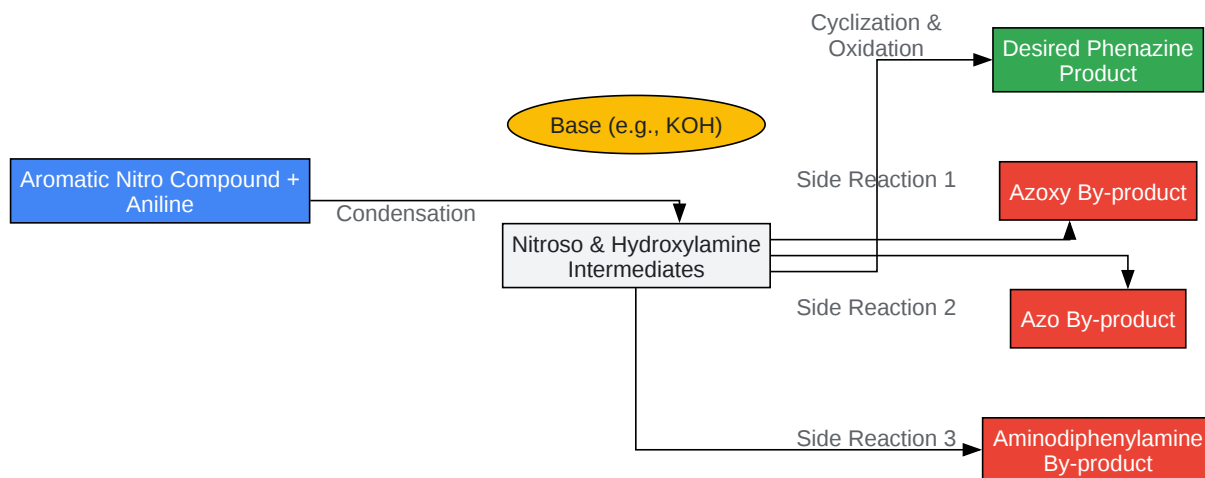 Cyclization &
Oxidation
Desired Phenazine
Product
Base (e.g., KOH)
Aromatic Nitro Compound +
Aniline
Condensation
Side Reaction 1
Azoxy By-product
Nitroso & Hydroxylamine
Intermediates
Side Reaction 2
Azo By-product
Side Reaction 3
Aminodiphenylamine
By-product